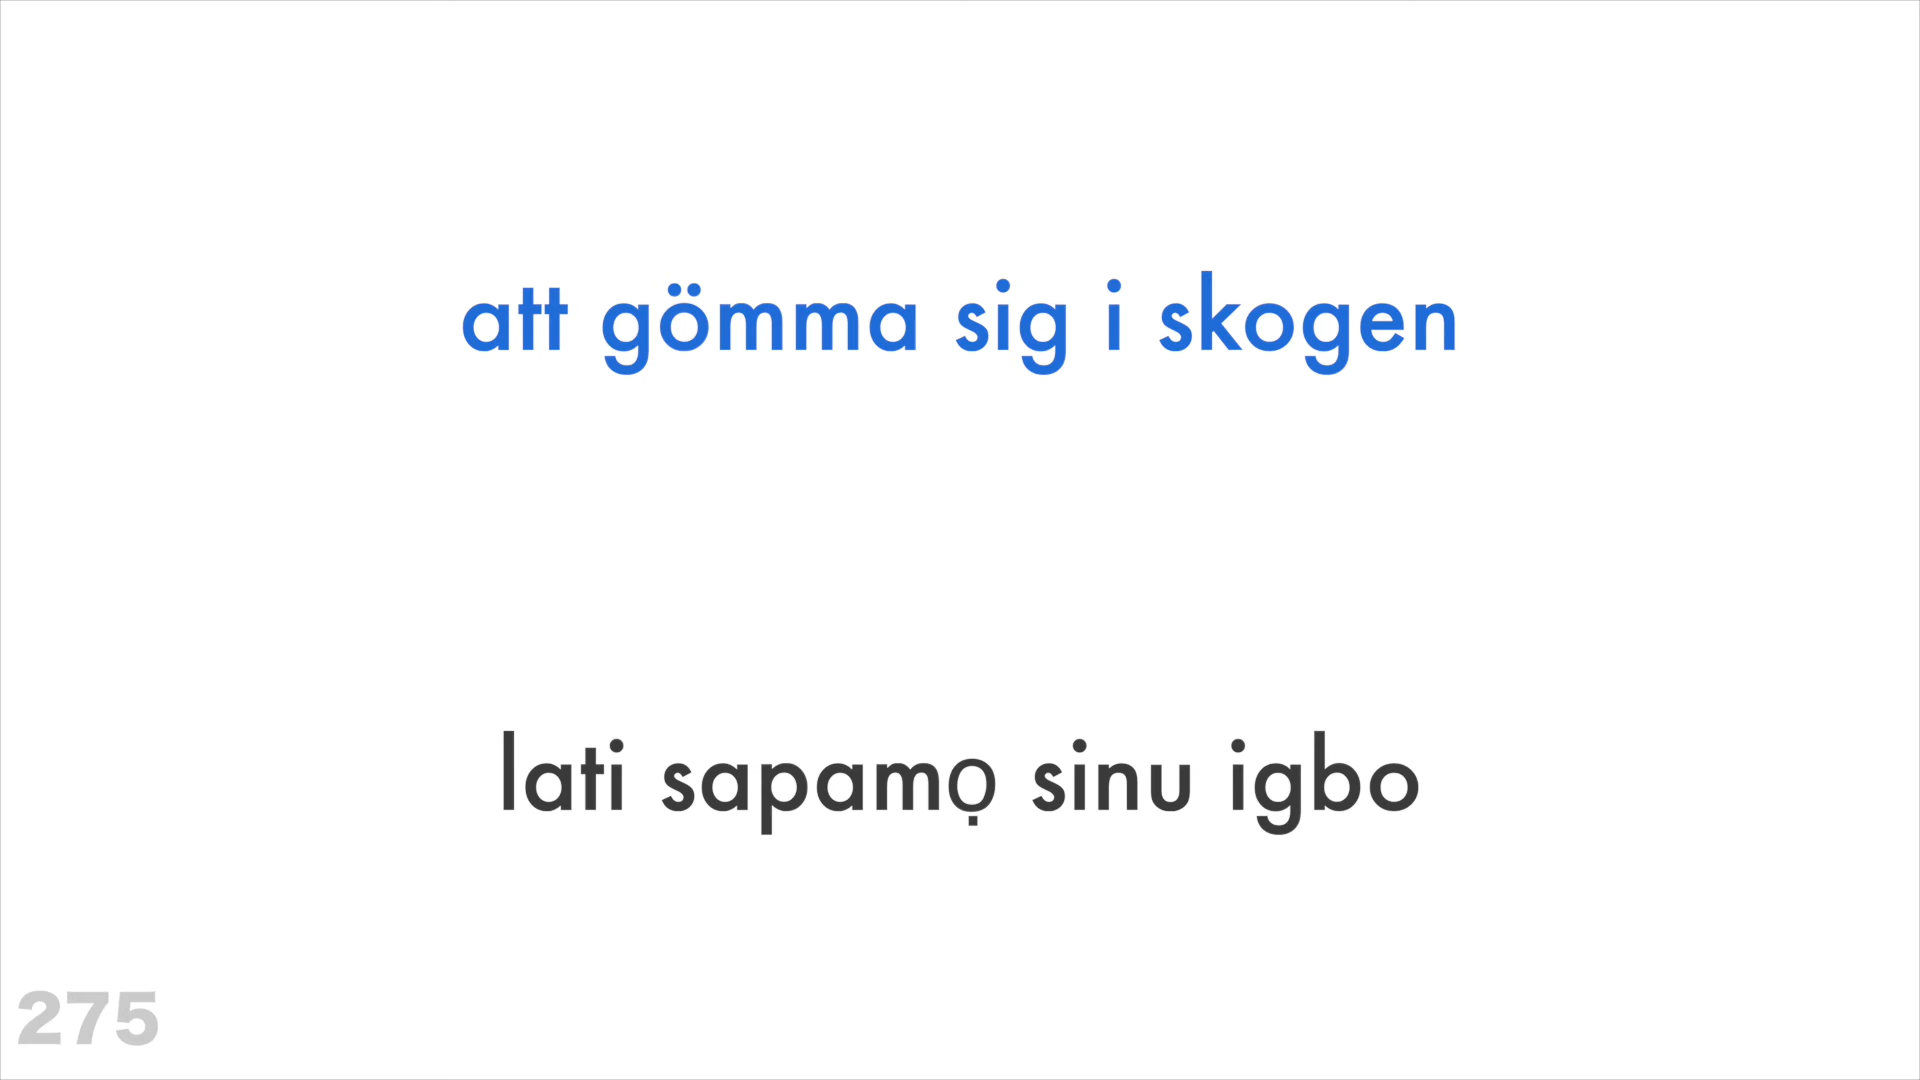 att gömma sig i skogen
lati sapamọ sinu igbo
275